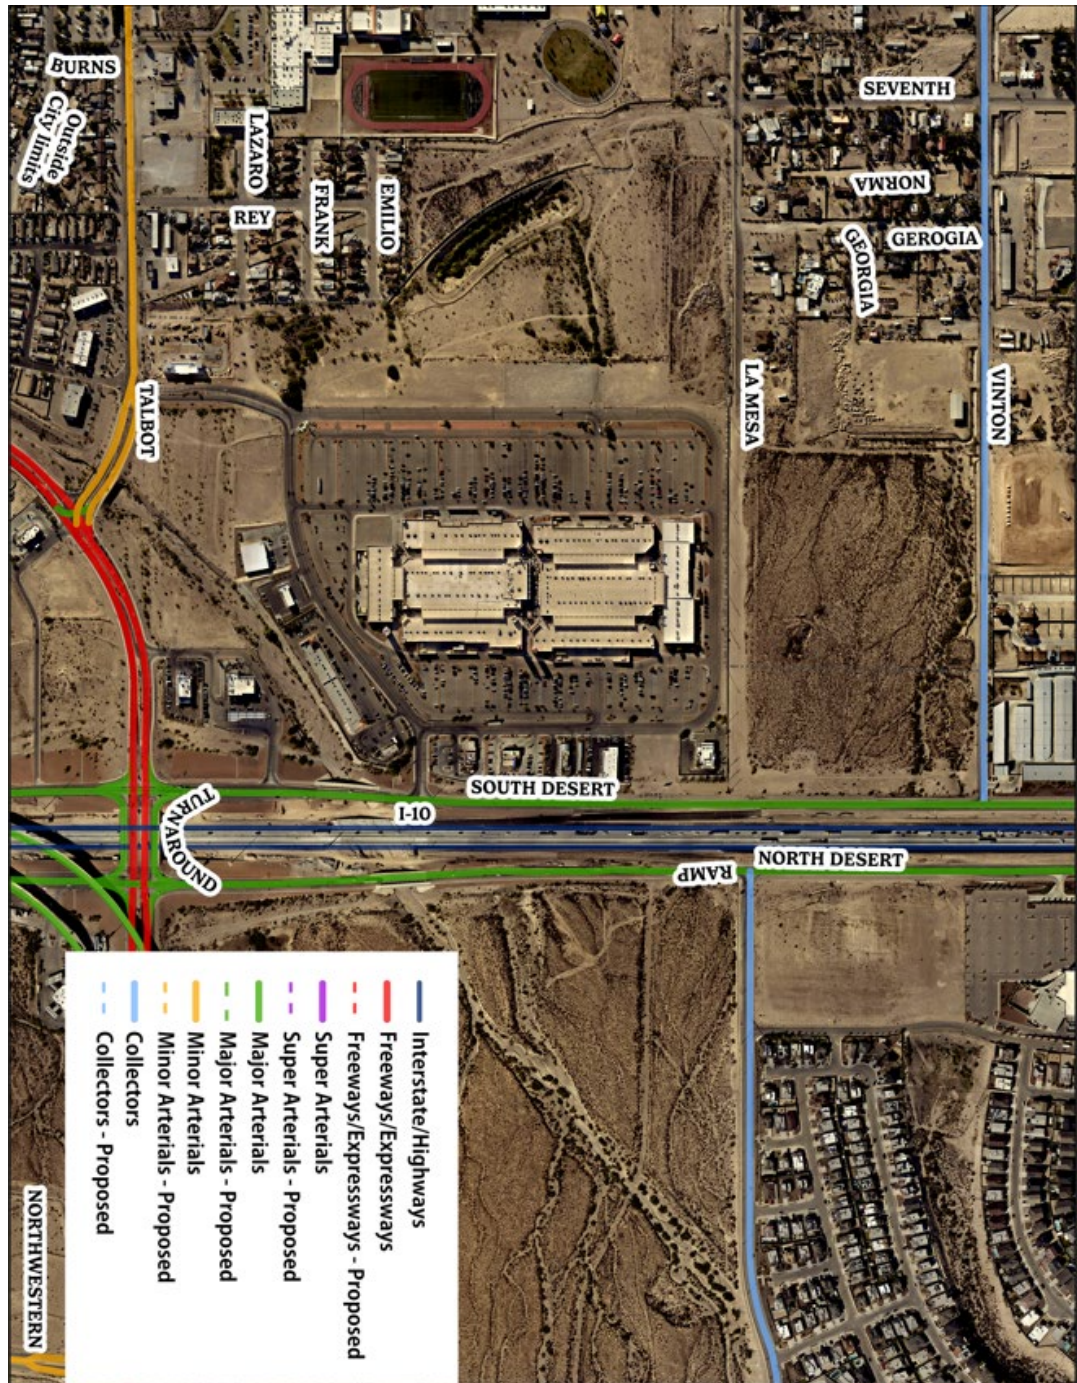 BURNS
Outside
City limits
LAZARO
REY
FRANK
EMILIO
SEVENTH
NORMA
GEROGIA
GEORGIA
TALBOT
LA MESA
VINTON
SOUTH DESERT
I-10
TURNAROUND
NORTH DESERT
RAMP
Interstate/Highways
Freeways/Expressways
Freeways/Expressways - Proposed
Super Arterials
Super Arterials - Proposed
Major Arterials
Major Arterials - Proposed
Minor Arterials
Minor Arterials - Proposed
Collectors
Collectors - Proposed
NORTHWESTERN